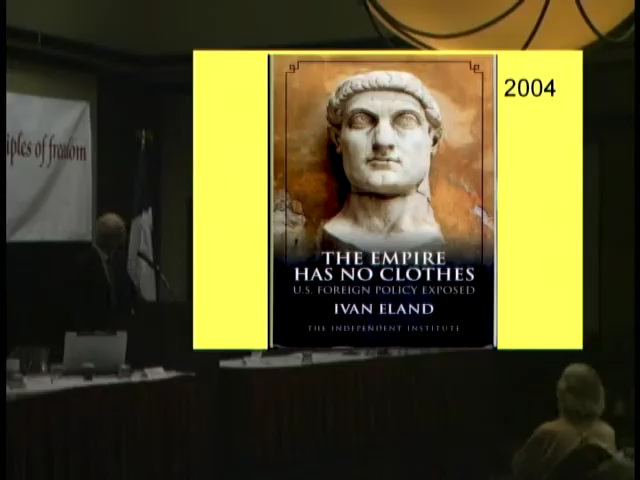 iples of freedom
2004
THE EMPIRE
HAS NO CLOTHES
U.S. FOREIGN POLICY EXPOSED
IVAN ELAND
THE INDEPENDENT INSTITUTE